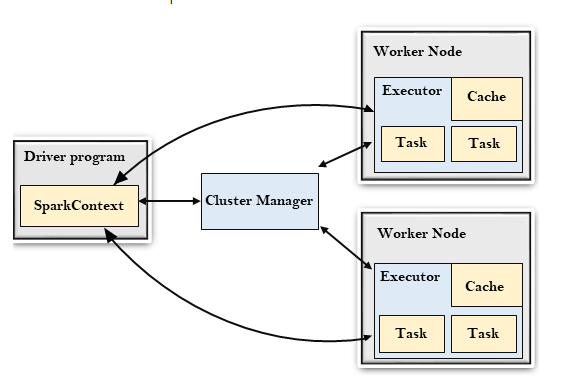 Driver program
SparkContext
Cluster Manager
Worker Node
Executor
Cache
Task
Task
Worker Node
Executor
Cache
Task
Task